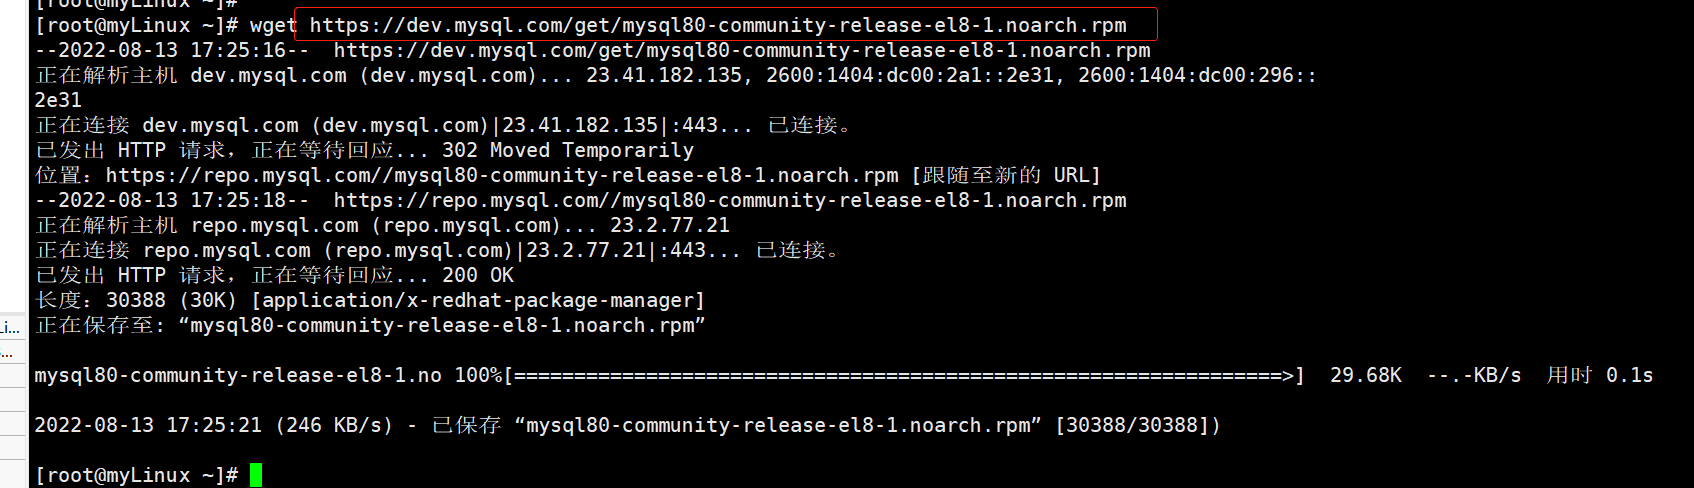 [root@myLinux ~]#
[root@myLinux ~]# wget https://dev.mysql.com/get/mysql80-community-release-el8-1.noarch.rpm
--2022-08-13 17:25:16--  https://dev.mysql.com/get/mysql80-community-release-el8-1.noarch.rpm
正在解析主机 dev.mysql.com (dev.mysql.com)... 23.41.182.135, 2600:1404:dc00:2a1::2e31, 2600:1404:dc00:296::
2e31
正在连接 dev.mysql.com (dev.mysql.com)|23.41.182.135|:443... 已连接。
已发出 HTTP 请求，正在等待回应... 302 Moved Temporarily
位置：https://repo.mysql.com//mysql80-community-release-el8-1.noarch.rpm [跟随至新的 URL]
--2022-08-13 17:25:18--  https://repo.mysql.com//mysql80-community-release-el8-1.noarch.rpm
正在解析主机 repo.mysql.com (repo.mysql.com)... 23.2.77.21
正在连接 repo.mysql.com (repo.mysql.com)|23.2.77.21|:443... 已连接。
已发出 HTTP 请求，正在等待回应... 200 OK
长度：30388 (30K) [application/x-redhat-package-manager]
正在保存至: “mysql80-community-release-el8-1.noarch.rpm”
Li...
mysql80-community-release-el8-1.no 100%[================================================================>]  29.68K  --.-KB/s  用时 0.1s
2022-08-13 17:25:21 (246 KB/s) - 已保存 “mysql80-community-release-el8-1.noarch.rpm” [30388/30388])
[root@myLinux ~]#